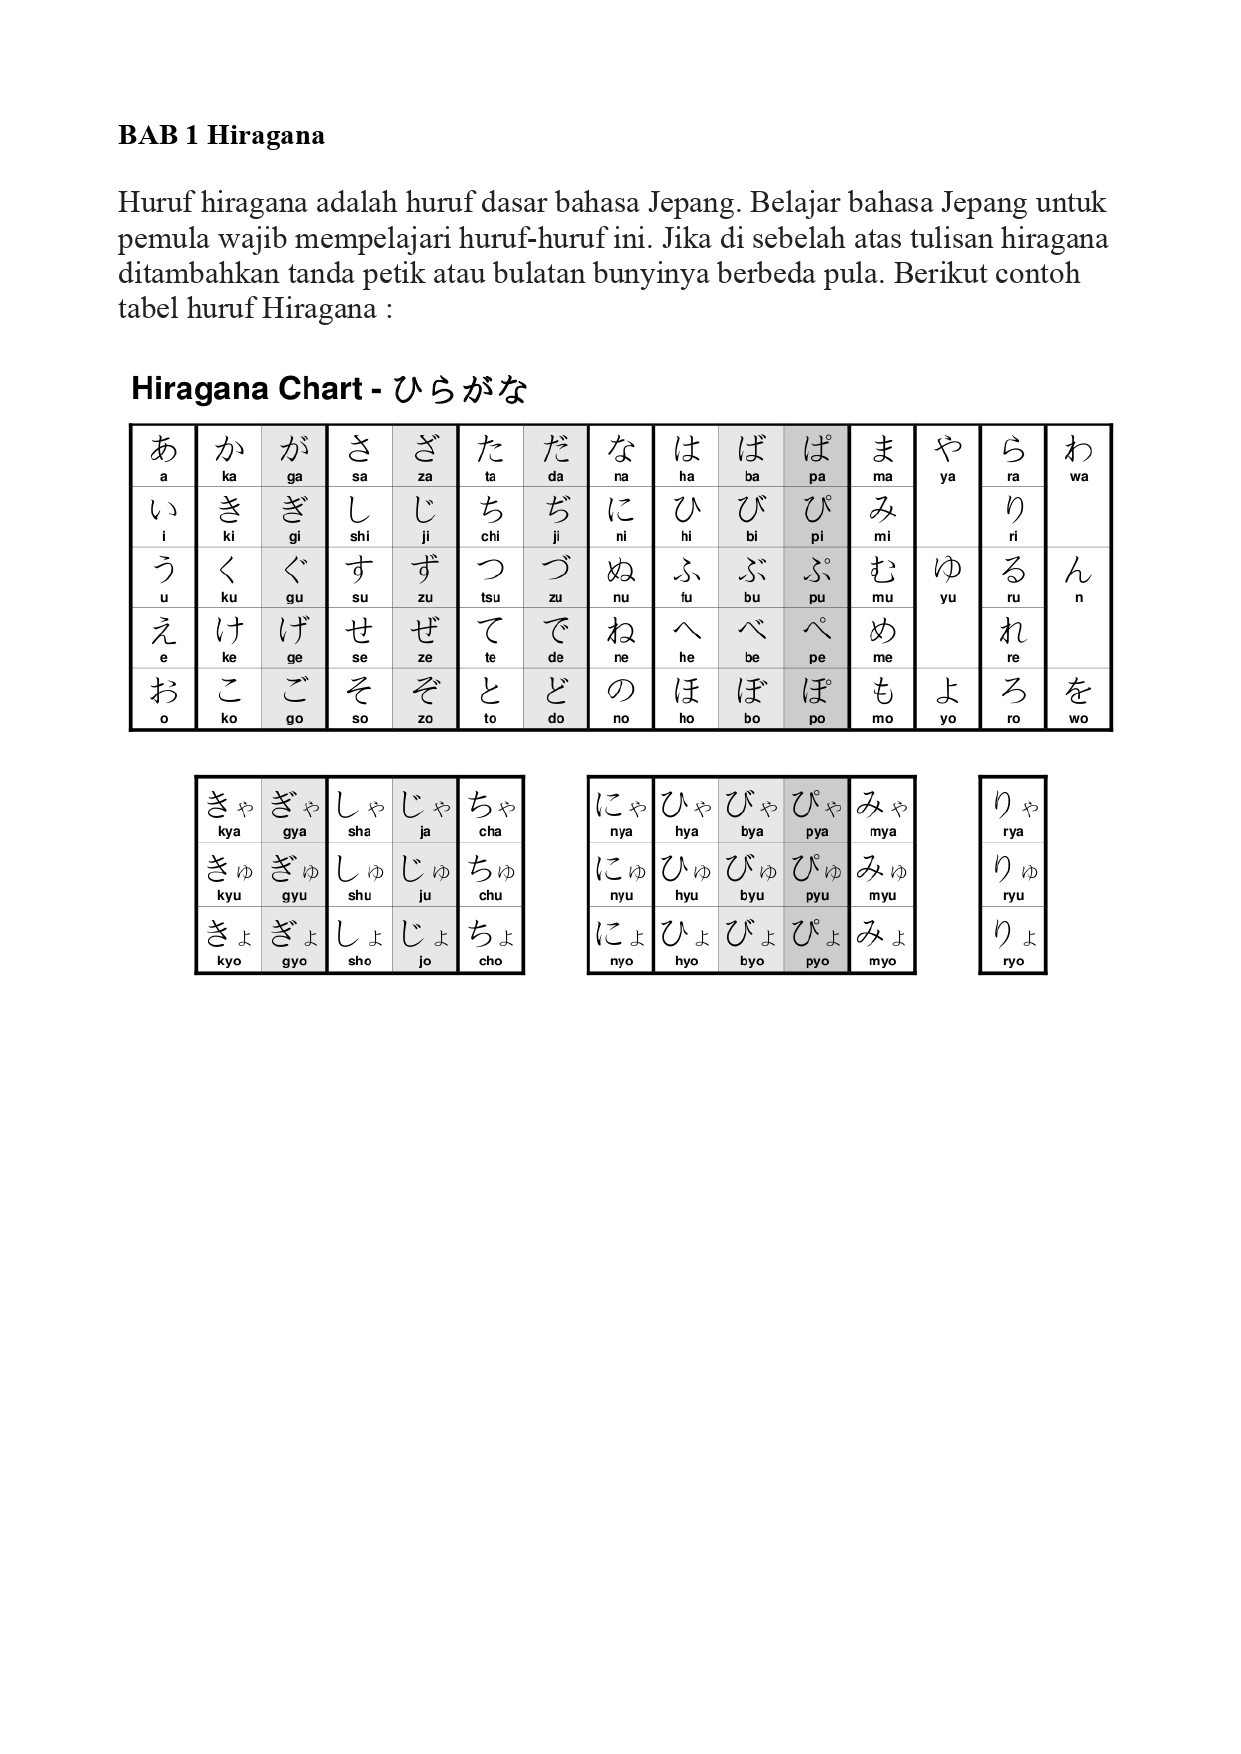 BAB 1 Hiragana
Huruf hiragana adalah huruf dasar bahasa Jepang. Belajar bahasa Jepang untuk
pemula wajib mempelajari huruf-huruf ini. Jika di sebelah atas tulisan hiragana
ditambahkan tanda petik atau bulatan bunyinya berbeda pula. Berikut contoh
tabel huruf Hiragana :
Hiragana Chart - ひらがな
あ か が さ ざ た だ な は ば ぱ ま や ら わ
a ka ga sa za ta da na ha ba pa ma ya ra wa
い き ぎ し じ ち ぢ に ひ び ぴ み り
i ki gi shi ji chi ji ni hi bi pi mi ri
う く ぐ す ず つ づ ぬ ふ ぶ ぷ む ゆ る ん
u ku gu su zu tsu zu nu fu bu pu mu yu ru n
え け げ せ ぜ て で ね へ べ ぺ め れ
e ke ge se ze te de ne he be pe me re
お こ ご そ ぞ と ど の ほ ぼ ぽ も よ ろ を
o ko go so zo to do no ho bo po mo yo ro wo
きゃ ぎゃ しゃ じゃ ちゃ にゃ ひゃ びゃ ぴゃ みゃ りゃ
kya gya sha ja cha nya hya bya pya mya rya
きゅ ぎゅ しゅ じゅ ちゅ にゅ ひゅ びゅ ぴゅ みゅ りゅ
kyu gyu shu ju chu nyu hyu byu pyu myu ryu
きょ ぎょ しょ じょ ちょ にょ ひょ びょ ぴょ みょ りょ
kyo gyo sho jo cho nyo hyo byo pyo myo ryo